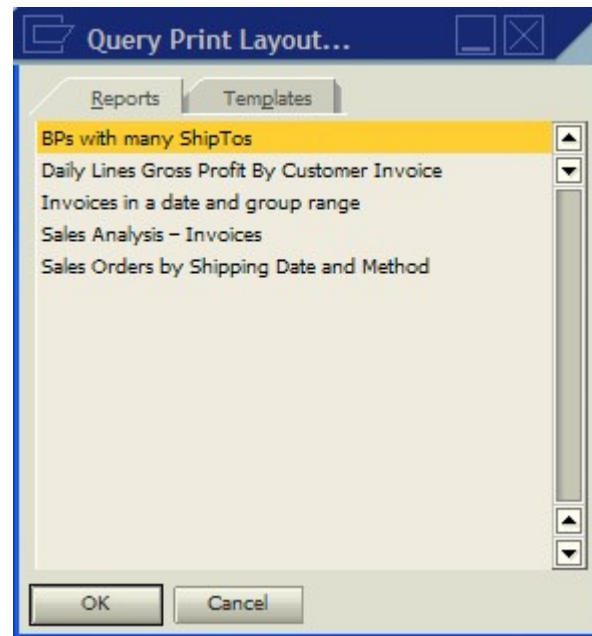 Query Print Layout...
Reports Templates
BPs with many ShipTos
Daily Lines Gross Profit By Customer Invoice
Invoices in a date and group range
Sales Analysis – Invoices
Sales Orders by Shipping Date and Method
OK Cancel